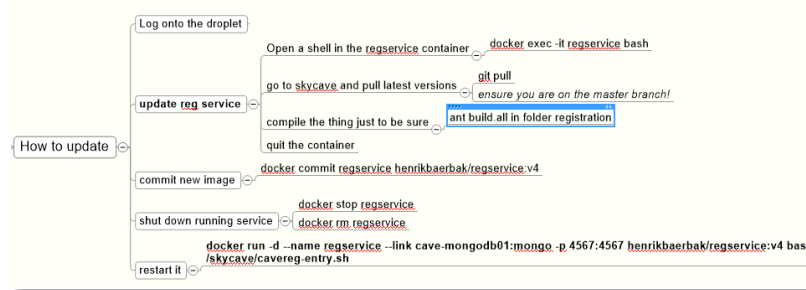 Log onto the droplet
Open a shell in the regservice container
docker exec -it regservice bash
go to skycave and pull latest versions
git pull
ensure you are on the master branch!
update reg service
compile the thing just to be sure
ant build.all in folder registration
quit the container
How to update
commit new image
docker commit regservice henrikbaerbak/regservice:v4
shut down running service
docker stop regservice
docker rm regservice
restart it
docker run -d --name regservice --link cave-mongodb01:mongo -p 4567:4567 henrikbaerbak/regservice:v4 bas
/skycave/cavereg-entry.sh